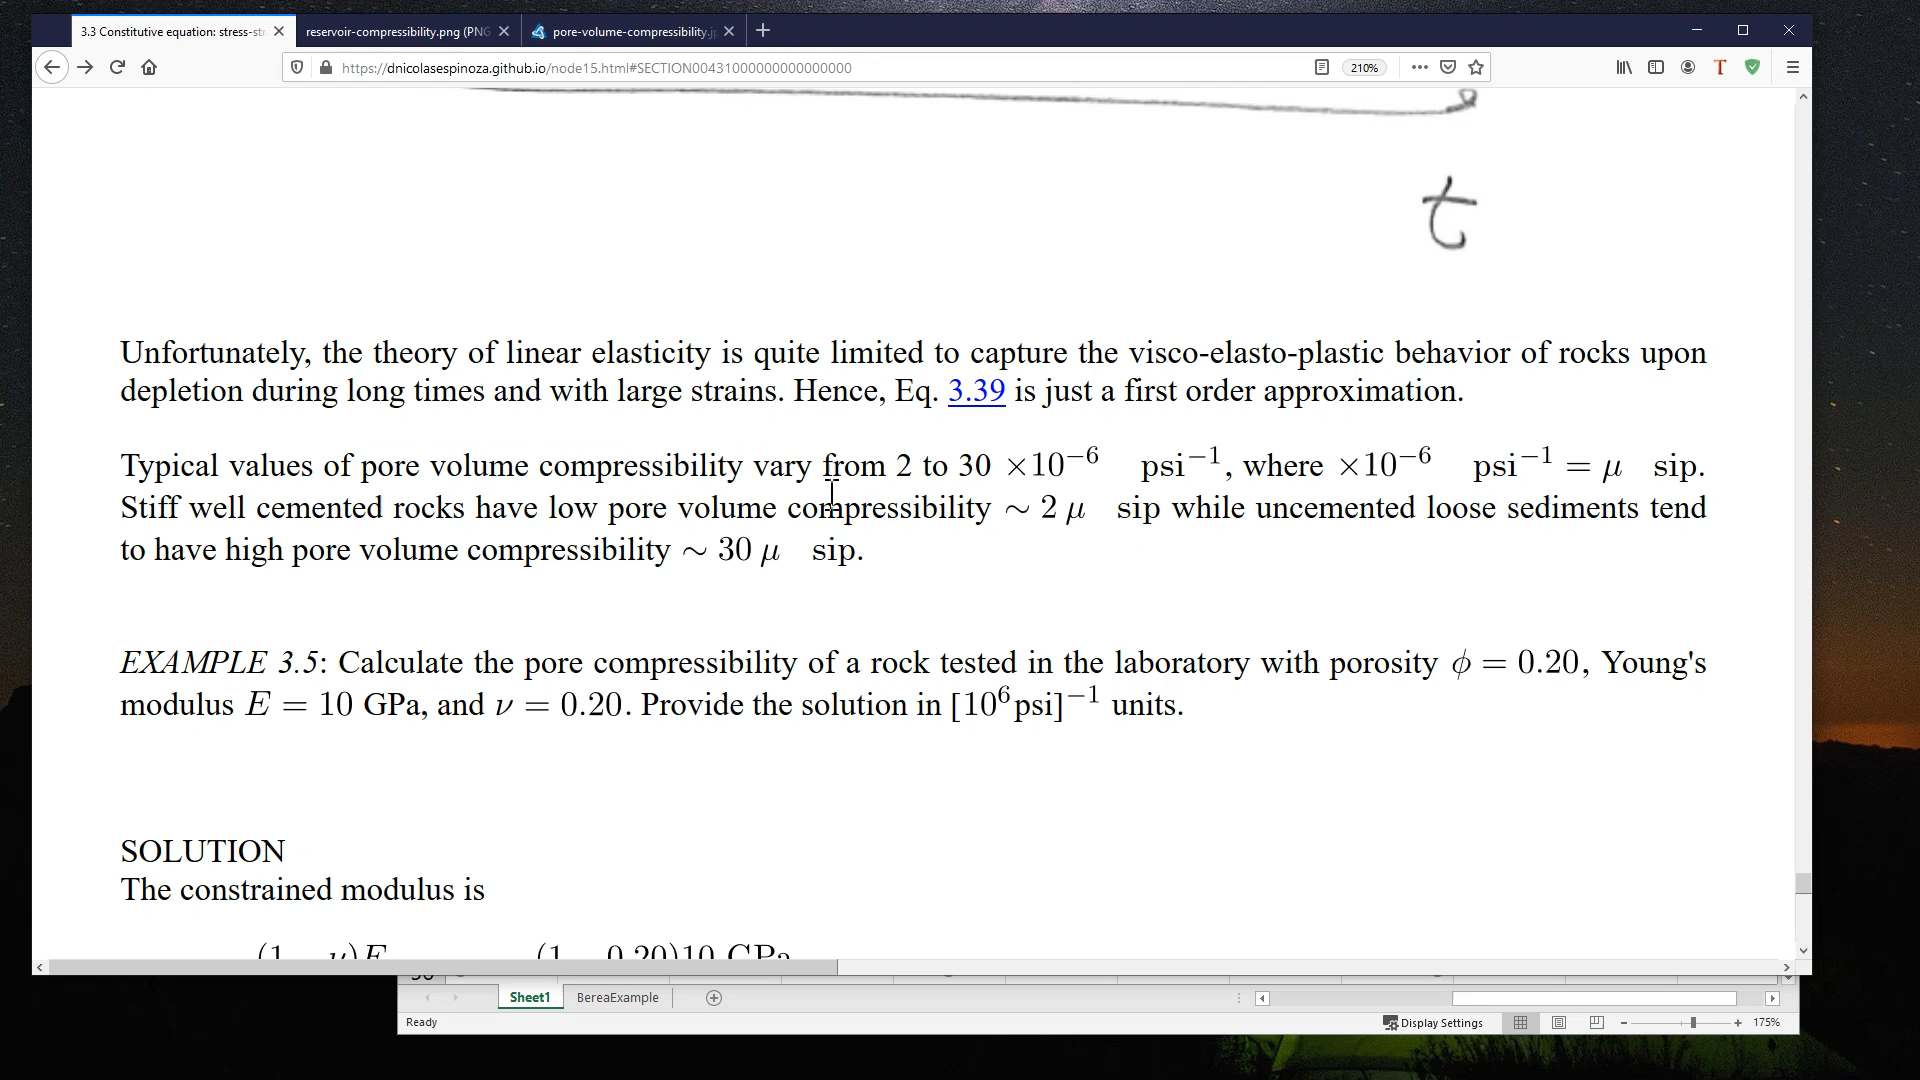 3.3 Constitutive equation: stress-str
reservoir-compressibility.png (PNG
pore-volume-compressibility.j
https://dnicolasespinoza.github.io/node15.html#SECTION00431000000000000000
210%
T
t
Unfortunately, the theory of linear elasticity is quite limited to capture the visco-elasto-plastic behavior of rocks upon
depletion during long times and with large strains. Hence, Eq. 3.39 is just a first order approximation.
Typical values of pore volume compressibility vary from 2 to 30 ×10⁻⁶ psi⁻¹, where ×10⁻⁶ psi⁻¹ = μ sip.
Stiff well cemented rocks have low pore volume compressibility ∼ 2 μ sip while uncemented loose sediments tend
to have high pore volume compressibility ∼ 30 μ sip.
EXAMPLE 3.5: Calculate the pore compressibility of a rock tested in the laboratory with porosity ϕ = 0.20, Young's
modulus E = 10 GPa, and ν = 0.20. Provide the solution in [10⁶psi]⁻¹ units.
SOLUTION
The constrained modulus is
(1 ν)E (1 0.20)10 GPa
Sheet1
BereaExample
Ready
Display Settings
175%